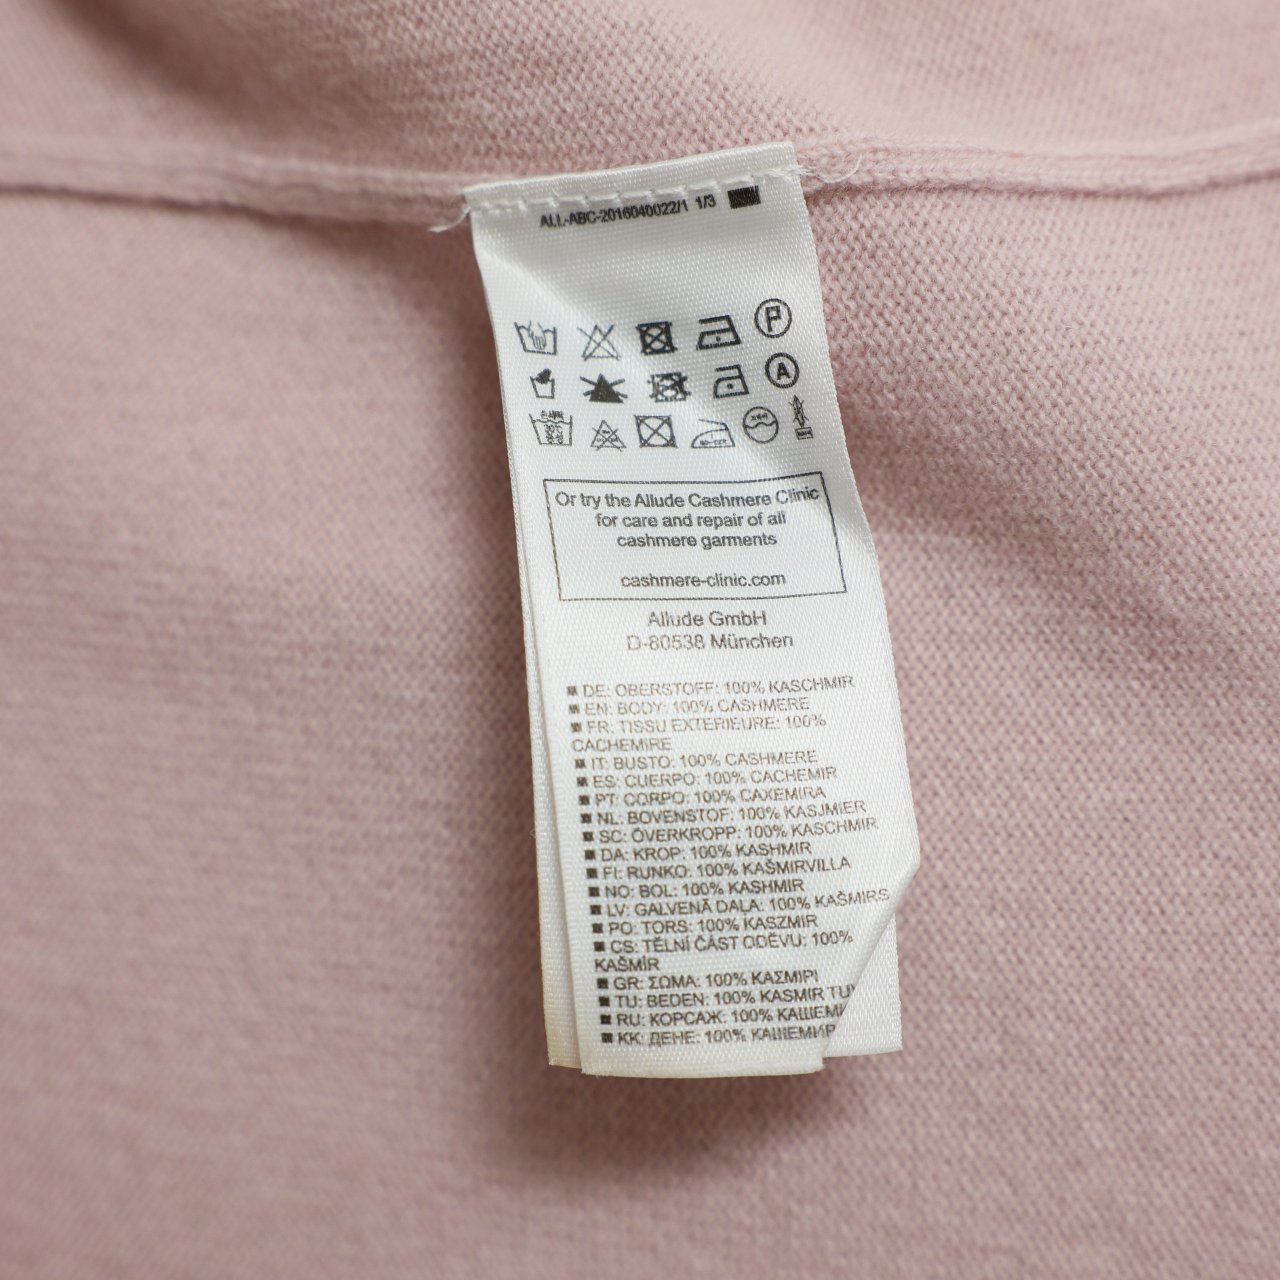 ALL-ABC-2016040022/1 1/3
P
A
Or try the Allude Cashmere Clinic
for care and repair of all
cashmere garments
cashmere-clinic.com
Allude GmbH
D-80538 München
DE: OBERSTOFF: 100% KASCHMIR
EN: BODY: 100% CASHMERE
FR: TISSU EXTERIEURE: 100%
CACHEMIRE
IT: BUSTO: 100% CASHMERE
ES: CUERPO: 100% CACHEMIR
PT: CORPO: 100% CAXEMIRA
NL: BOVENSTOF: 100% KASJMIER
SC: ÖVERKROPP: 100% KASCHMIR
DA: KROP: 100% KASHMIR
FI: RUNKO: 100% KAŠMIRVILLA
NO: BOL: 100% KASHMIR
LV: GALVENĀ DAĻA: 100% KAŠMIRS
PO: TORS: 100% KASZMIR
CS: TĚLNÍ ČÁST ODĚVU: 100%
KAŠMÍR
GR: ΣΩΜΑ: 100% ΚΑΣΜΙΡΙ
TU: BEDEN: 100% KASMIR
RU: КОРСАЖ: 100%
KK: ДЕНЕ: 100%